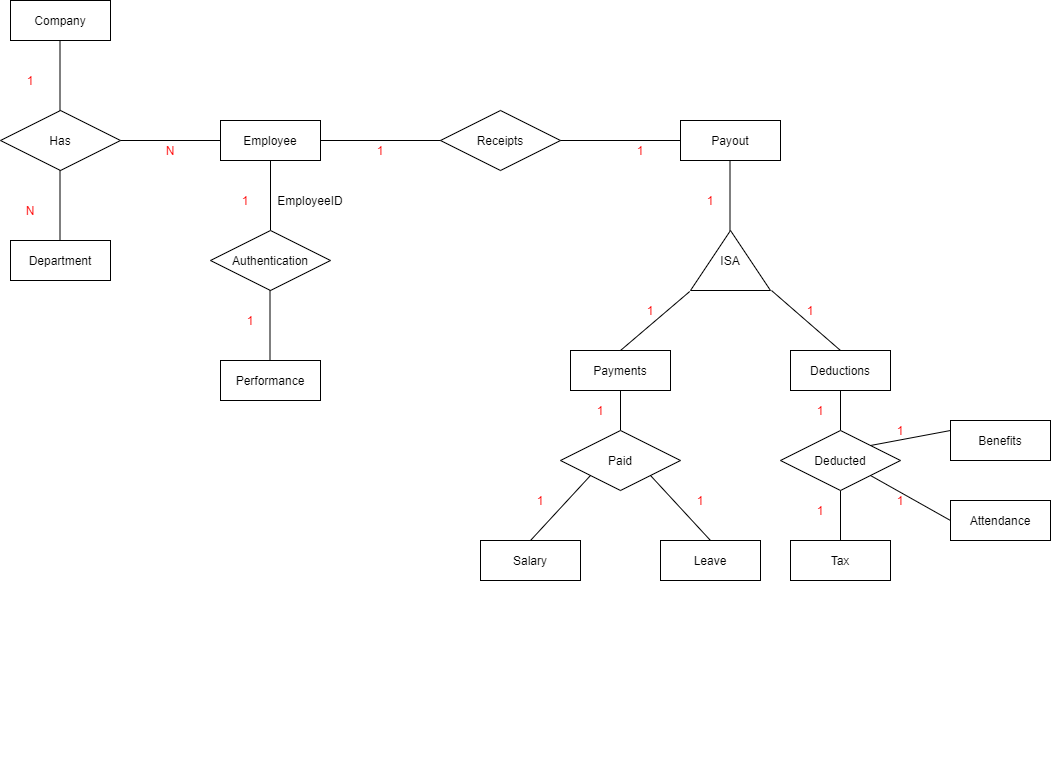 Company
1
Has
N
Employee
1
Receipts
1
Payout
N
Department
1
EmployeeID
1
Authentication
ISA
1
1
1
Performance
Payments
Deductions
1
1
1
Benefits
Paid
Deducted
1
1
1
1
Attendance
Salary
Leave
Tax